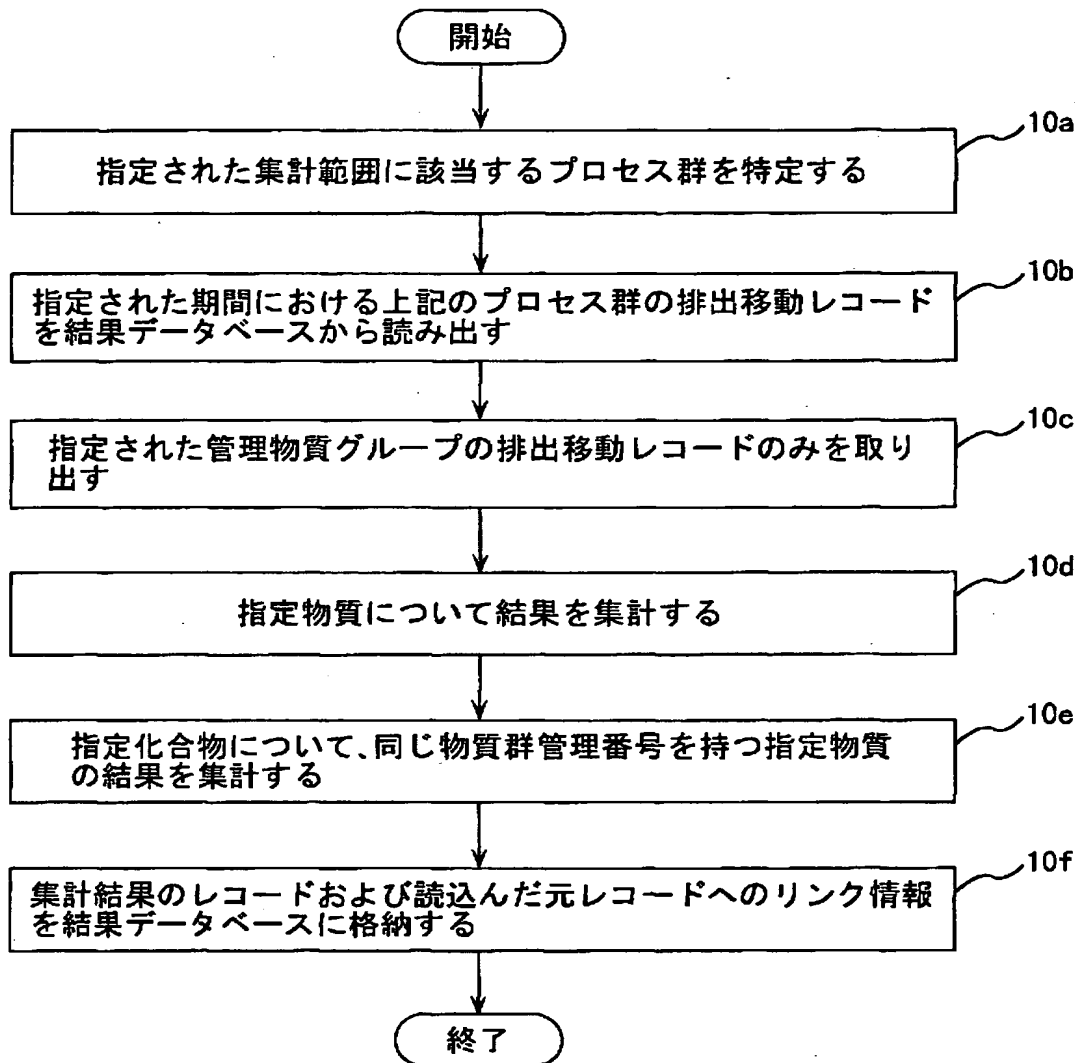 開始
10a
指定された集計範囲に該当するプロセス群を特定する
10b
指定された期間における上記のプロセス群の排出移動レコード
を結果データベースから読み出す
10c
指定された管理物質グループの排出移動レコードのみを取り
出す
10d
指定物質について結果を集計する
10e
指定化合物について、同じ物質群管理番号を持つ指定物質
の結果を集計する
10f
集計結果のレコードおよび読込んだ元レコードへのリンク情報
を結果データベースに格納する
終了